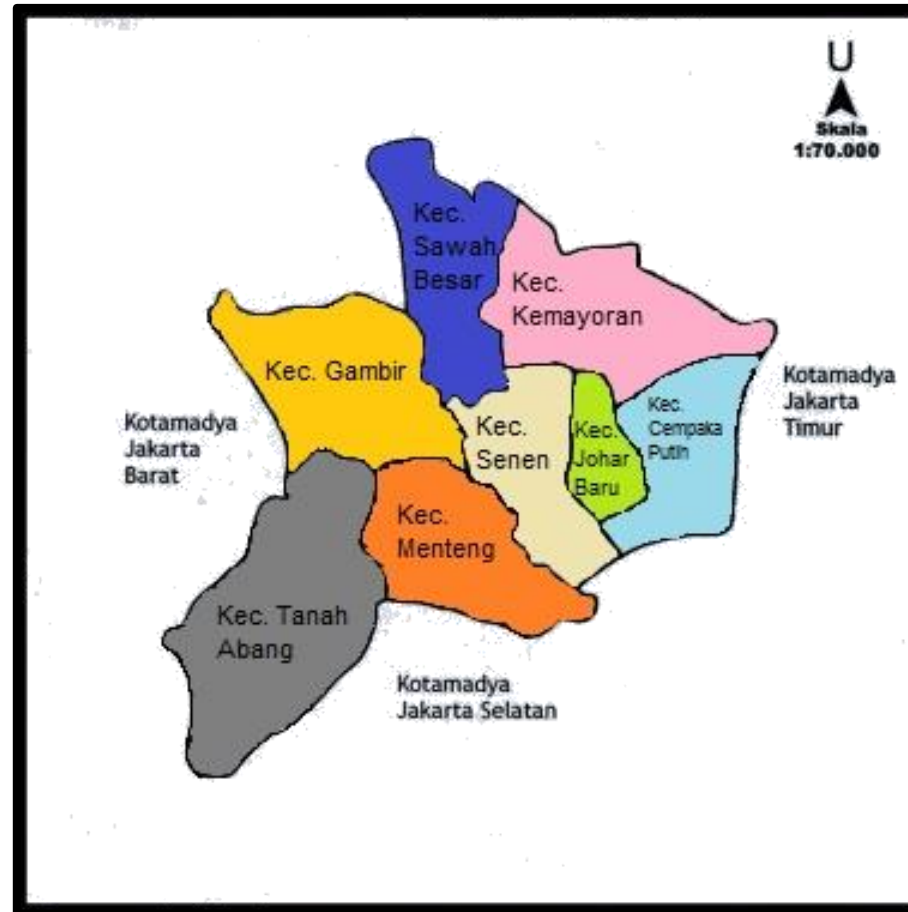 U
Skala
1:70.000
Kec.
Sawah
Besar
Kec.
Kemayoran
Kec. Gambir
Kotamadya
Jakarta
Timur
Kec.
Cempaka
Putih
Kotamadya
Jakarta
Barat
Kec.
Senen
Kec.
Johar
Baru
Kec.
Menteng
Kec. Tanah
Abang
Kotamadya
Jakarta Selatan